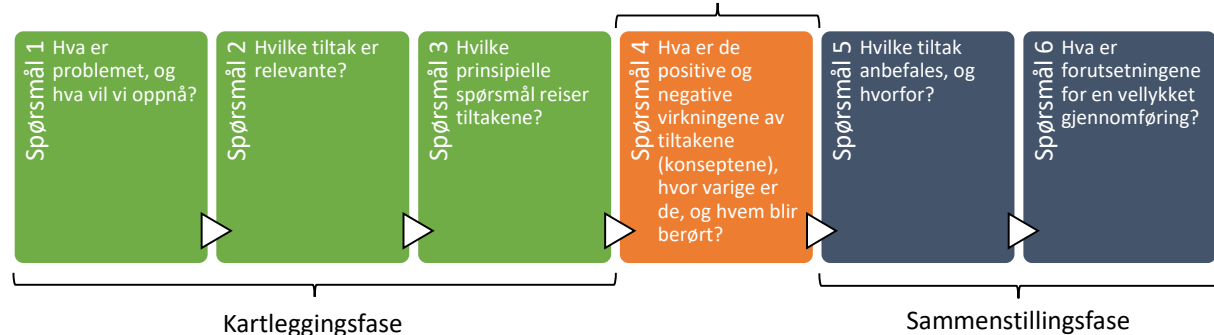 Spørsmål 1
Hva er
problemet, og
hva vil vi oppnå?
Spørsmål 2
Hvilke tiltak er
relevante?
Spørsmål 3
Hvilke
prinsipielle
spørsmål reiser
tiltakene?
Spørsmål 4
Hva er de
positive og
negative
virkningene av
tiltakene
(konseptene),
hvor varige er
de, og hvem blir
berørt?
Spørsmål 5
Hvilke tiltak
anbefales, og
hvorfor?
Spørsmål 6
Hva er
forutsetningene
for en vellykket
gjennomføring?
Kartleggingsfase
Sammenstillingsfase